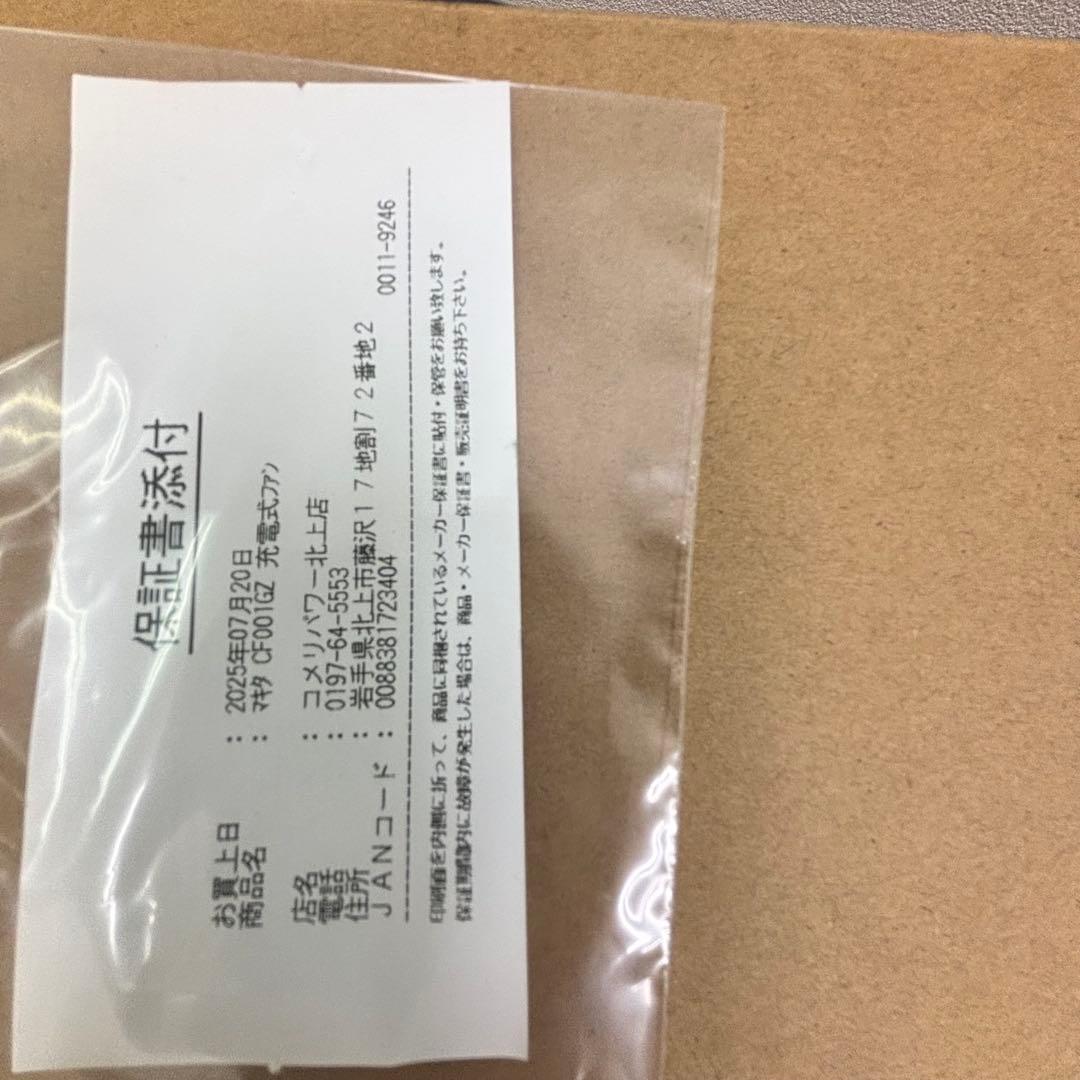 保証書添付
お買上日 : 2025年07月20日
商品名 : マキタ CF001GZ 充電式ファン
店名 : コメリパワー北上店
電話 : 0197-64-5553
住所 : 岩手県北上市藤沢17地割72番地2
JANコード : 0088381723404 0011-9246
印刷面を内側に折って、商品に同梱されているメーカー保証書に貼付・保管をお願い致します。
保証期間内に故障が発生した場合は、商品・メーカー保証書・販売証明書をお持ち下さい。